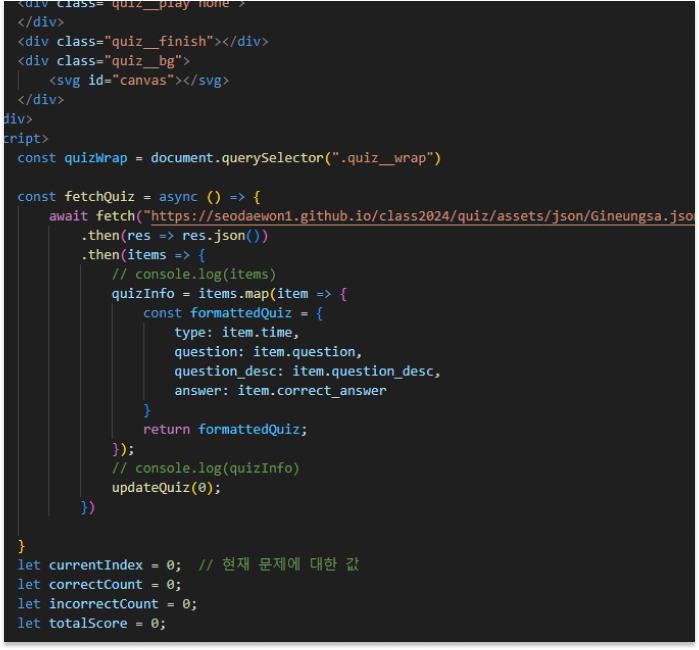 <div class="quiz__play none">
</div>
<div class="quiz__finish"></div>
<div class="quiz__bg">
<svg id="canvas"></svg>
</div>
div>
cript>
const quizWrap = document.querySelector(".quiz__wrap")
const fetchQuiz = async () => {
await fetch("https://seodaewon1.github.io/class2024/quiz/assets/json/Gineungsa.json
.then(res => res.json())
.then(items => {
// console.log(items)
quizInfo = items.map(item => {
const formattedQuiz = {
type: item.time,
question: item.question,
question_desc: item.question_desc,
answer: item.correct_answer
}
return formattedQuiz;
});
// console.log(quizInfo)
updateQuiz(0);
})
}
let currentIndex = 0;  // 현재 문제에 대한 값
let correctCount = 0;
let incorrectCount = 0;
let totalScore = 0;